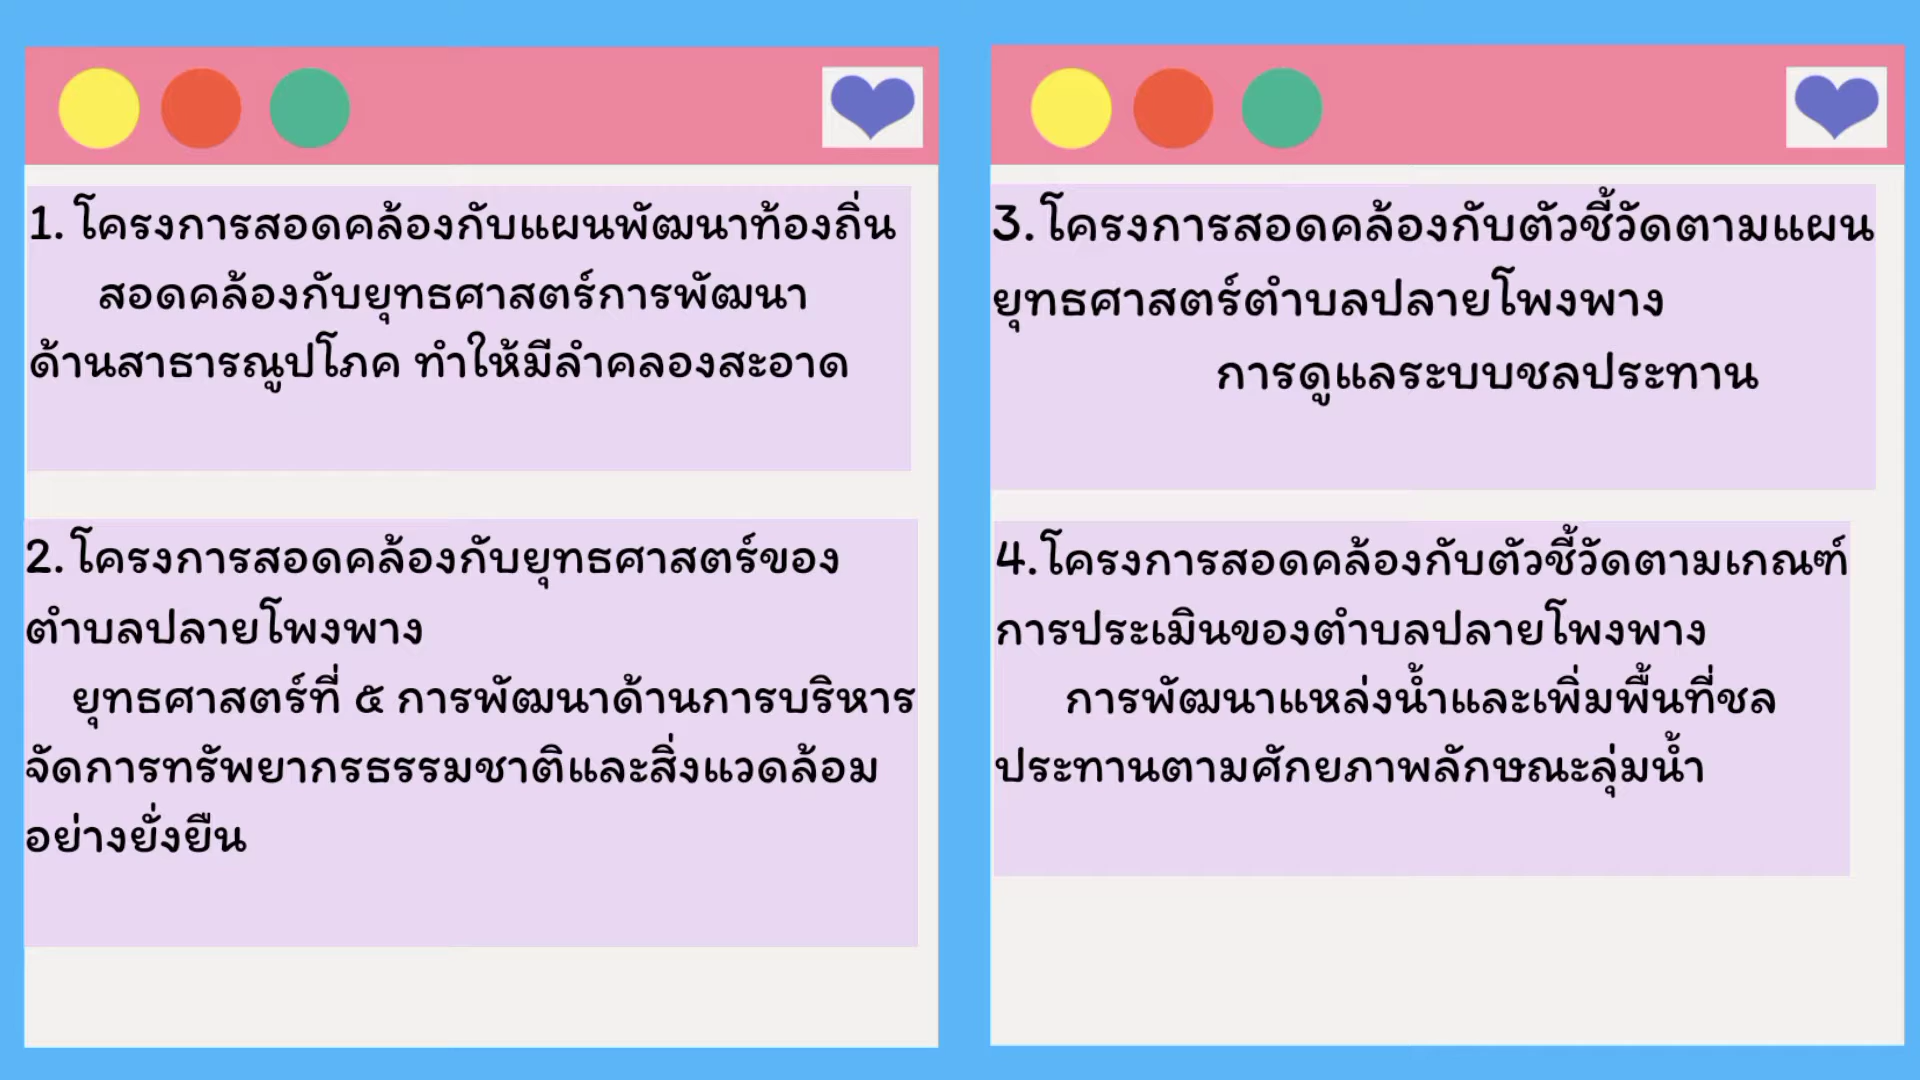 1. โครงการสอดคล้องกับแผนพัฒนาท้องถิ่น
สอดคล้องกับยุทธศาสตร์การพัฒนา
ด้านสาธารณูปโภค ทำให้มีลำคลองสะอาด
2. โครงการสอดคล้องกับยุทธศาสตร์ของ
ตำบลปลายโพงพาง
ยุทธศาสตร์ที่ ๕ การพัฒนาด้านการบริหาร
จัดการทรัพยากรธรรมชาติและสิ่งแวดล้อม
อย่างยั่งยืน
3. โครงการสอดคล้องกับตัวชี้วัดตามแผน
ยุทธศาสตร์ตำบลปลายโพงพาง
การดูแลระบบชลประทาน
4. โครงการสอดคล้องกับตัวชี้วัดตามเกณฑ์
การประเมินของตำบลปลายโพงพาง
การพัฒนาแหล่งน้ำและเพิ่มพื้นที่ชล
ประทานตามศักยภาพลักษณะลุ่มน้ำ